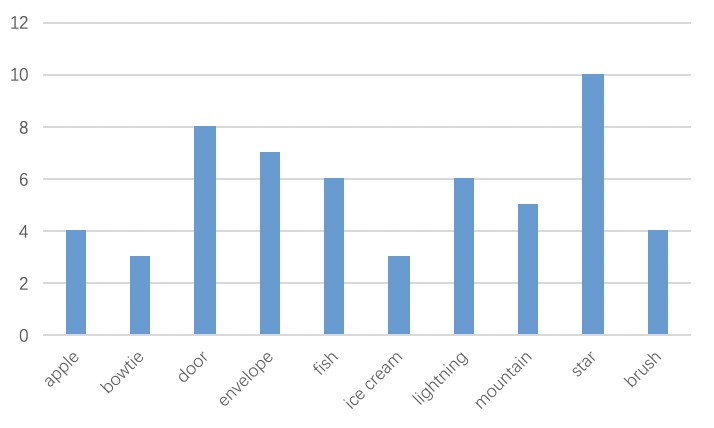 12
10
8
6
4
2
0
apple
bowtie
door
envelope
fish
ice cream
lightning
mountain
star
brush